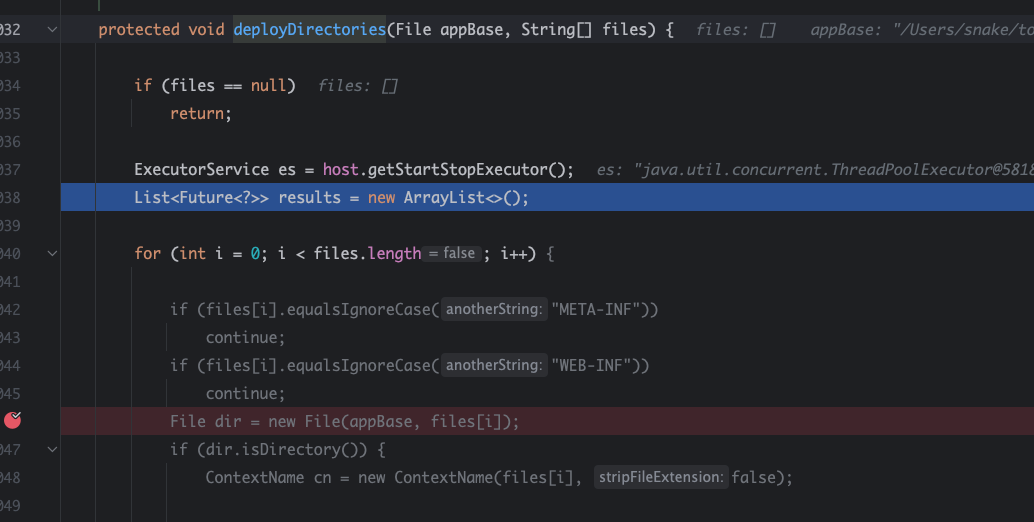 032 protected void deployDirectories(File appBase, String[] files) { files: [] appBase: "/Users/snake/to
033
034 if (files == null) files: []
035 return;
036
037 ExecutorService es = host.getStartStopExecutor(); es: "java.util.concurrent.ThreadPoolExecutor@5818
038 List<Future<?>> results = new ArrayList<>();
039
040 for (int i = 0; i < files.length = false ; i++) {
041
042 if (files[i].equalsIgnoreCase( anotherString: "META-INF"))
043 continue;
044 if (files[i].equalsIgnoreCase( anotherString: "WEB-INF"))
045 continue;
File dir = new File(appBase, files[i]);
047 if (dir.isDirectory()) {
048 ContextName cn = new ContextName(files[i], stripFileExtension: false);
049